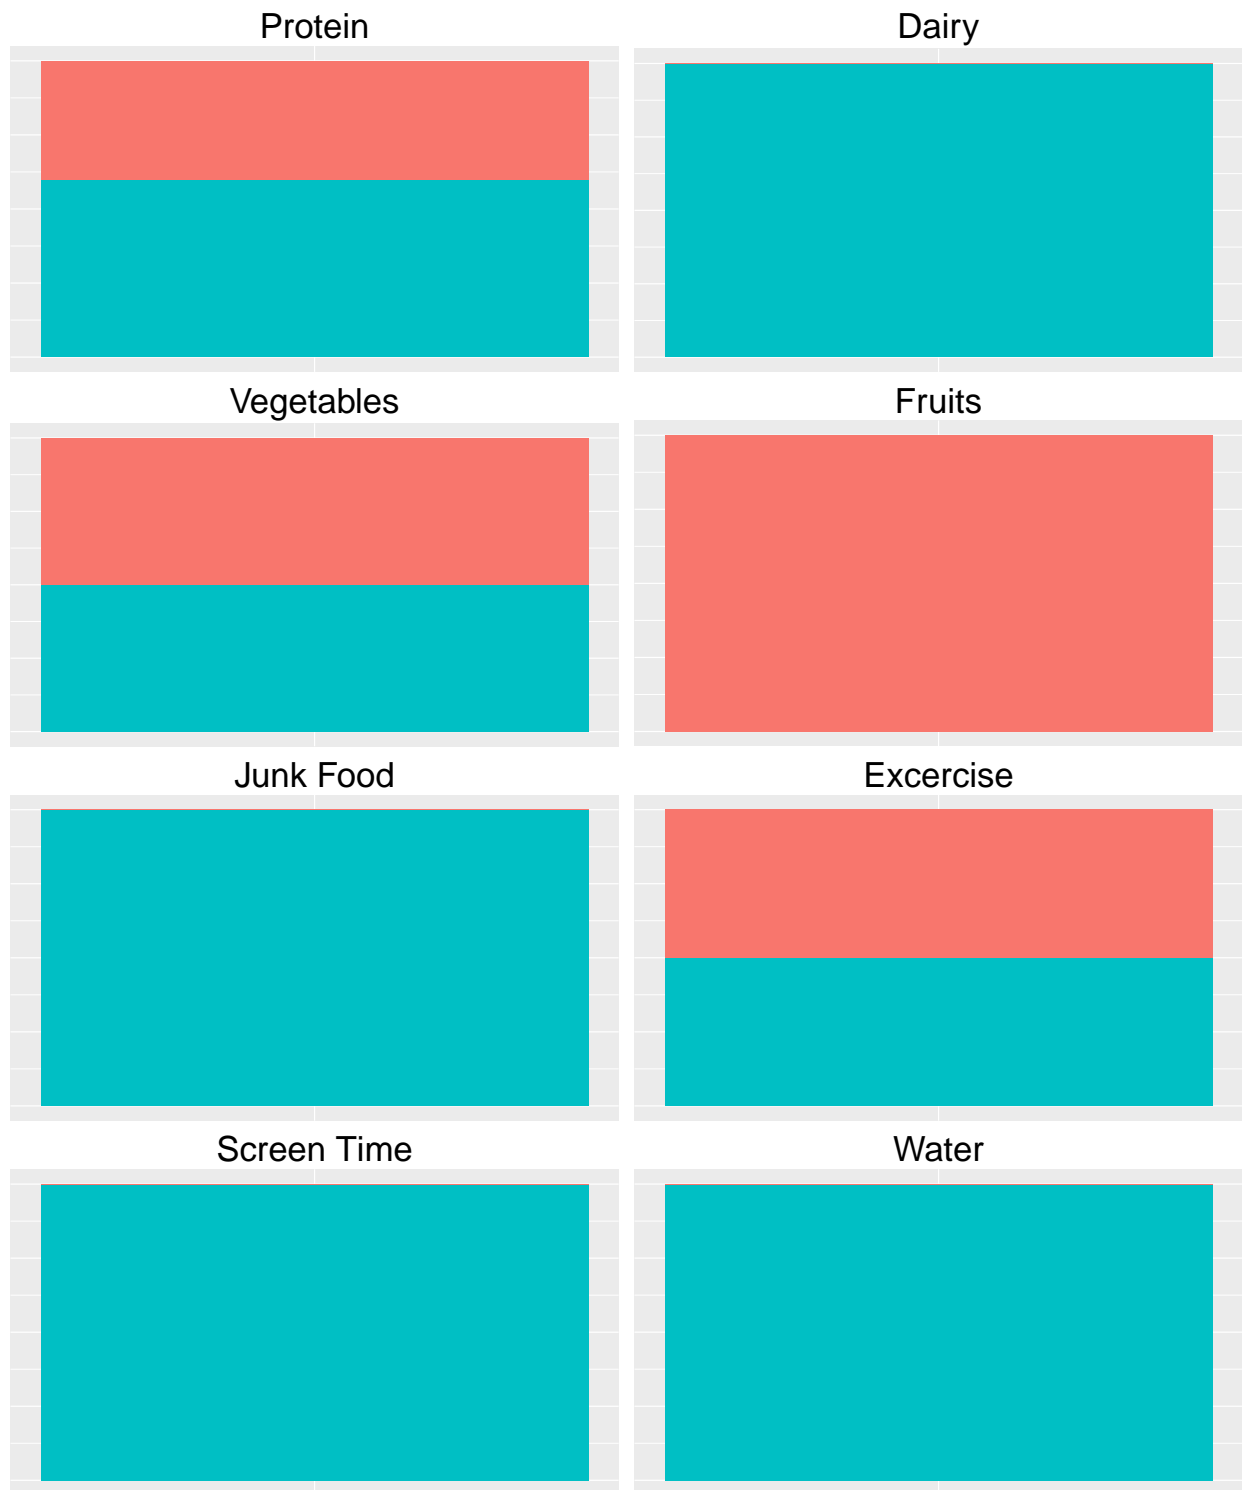 Protein
Dairy
Vegetables
Fruits
Junk Food
Excercise
Screen Time
Water